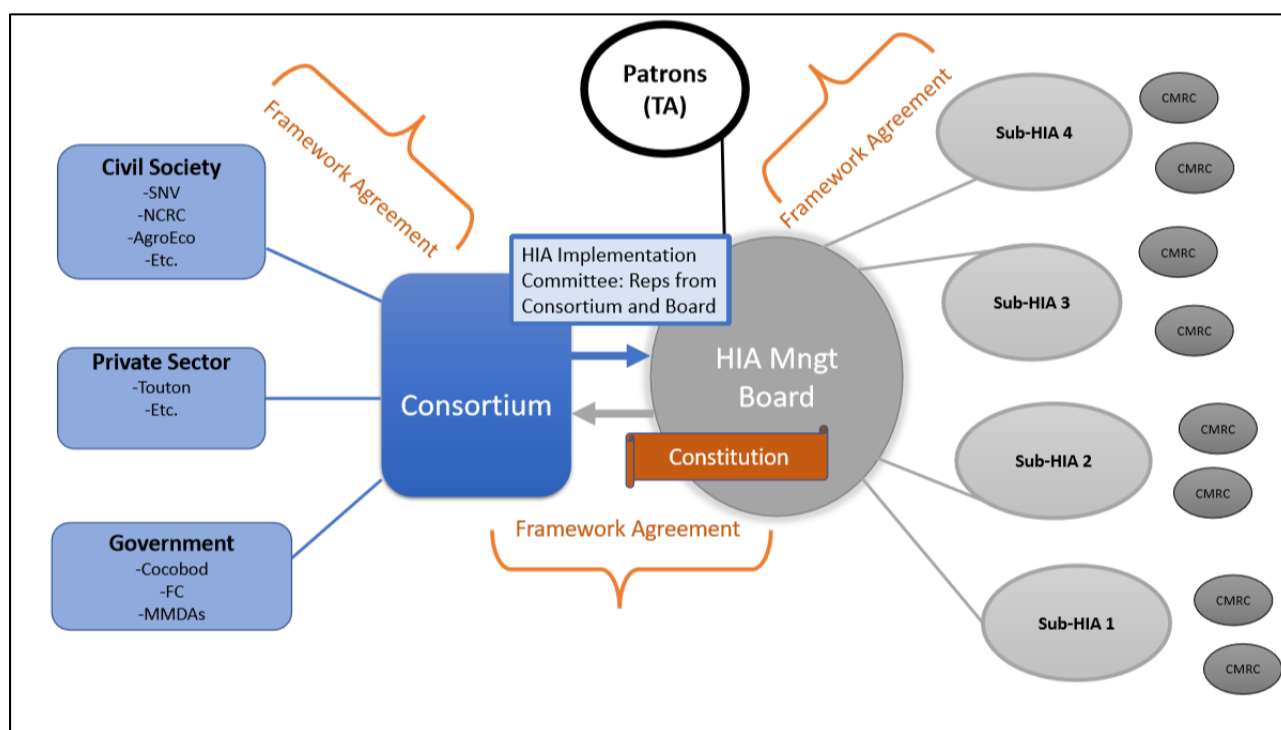 Patrons
(TA)
Framework Agreement
Framework Agreement
Civil Society
-SNV
-NCRC
-AgroEco
-Etc.
Private Sector
-Touton
-Etc.
Government
-Cocobod
-FC
-MMDAs
HIA Implementation
Committee: Reps from
Consortium and Board
Consortium
HIA Mngt
Board
Constitution
Framework Agreement
Sub-HIA 4
CMRC
CMRC
Sub-HIA 3
CMRC
CMRC
Sub-HIA 2
CMRC
CMRC
Sub-HIA 1
CMRC
CMRC